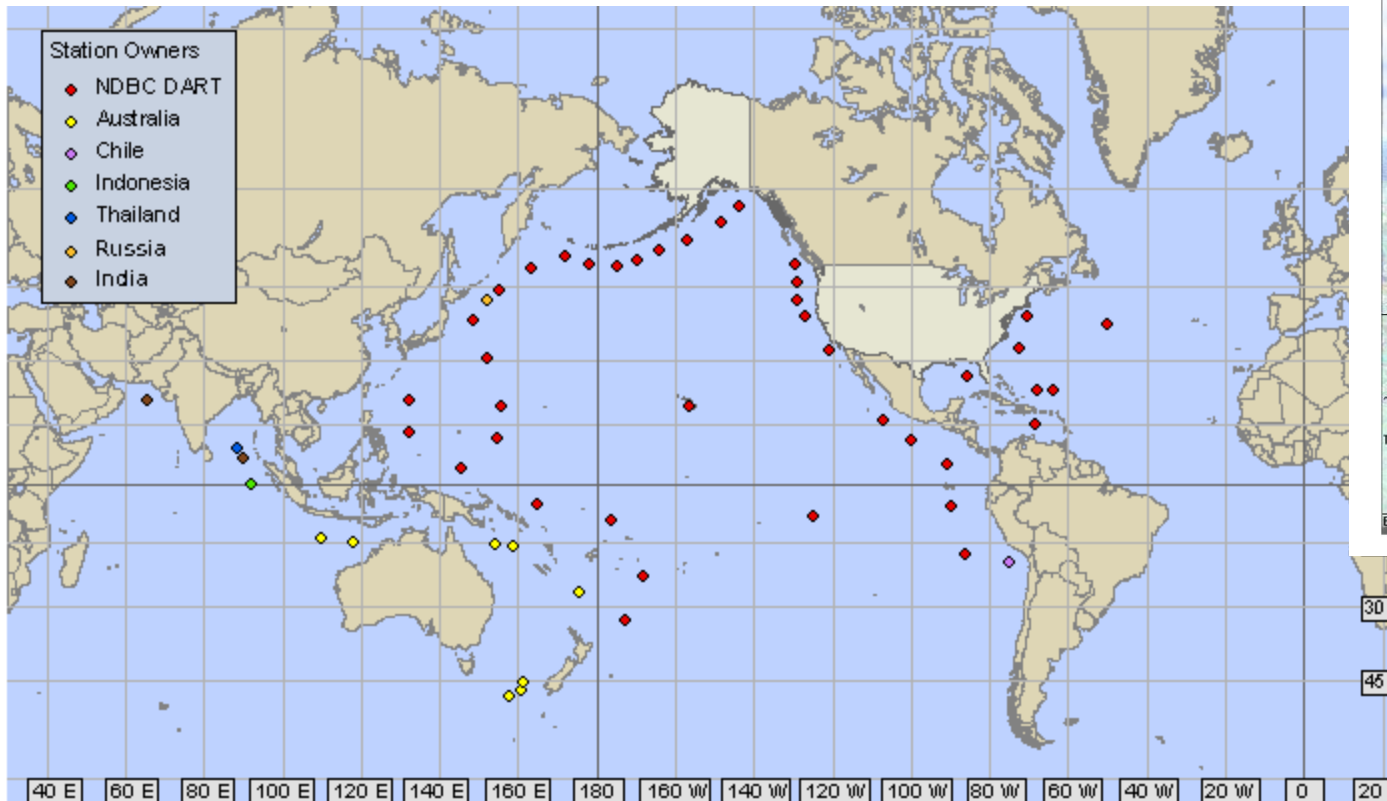 Station Owners
NDBC DART
Australia
Chile
Indonesia
Thailand
Russia
India
30
45
40 E 60 E 80 E 100 E 120 E 140 E 160 E 180 160 W 140 W 120 W 100 W 80 W 60 W 40 W 20 W 0 20